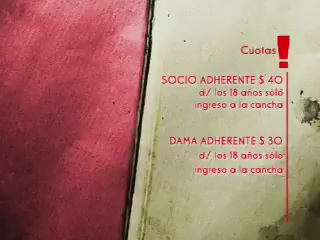 Cuotas!
SOCIO ADHERENTE $ 40
d/ los 18 años sólo
ingreso a la cancha
DAMA ADHERENTE $ 30
d/ los 18 años sólo
ingreso a la cancha